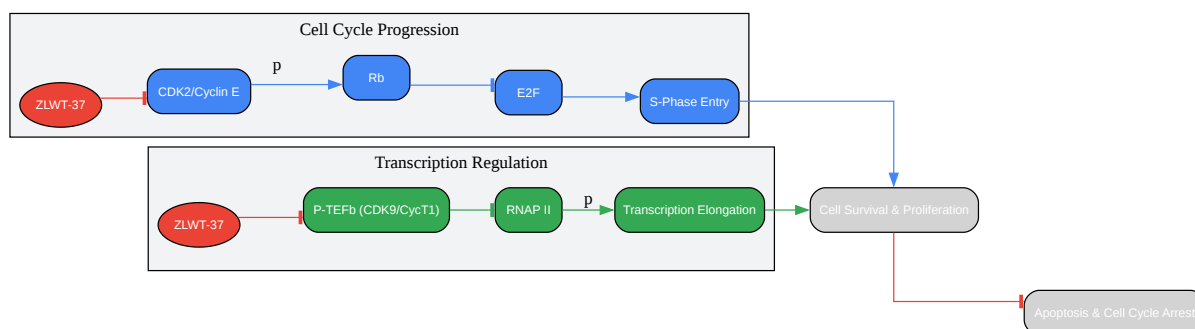 Cell Cycle Progression
ZLWT-37
CDK2/Cyclin E
p
Rb
E2F
S-Phase Entry
Transcription Regulation
ZLWT-37
P-TEFb (CDK9/CycT1)
RNAP II
p
Transcription Elongation
Cell Survival & Proliferation
Apoptosis & Cell Cycle Arrest